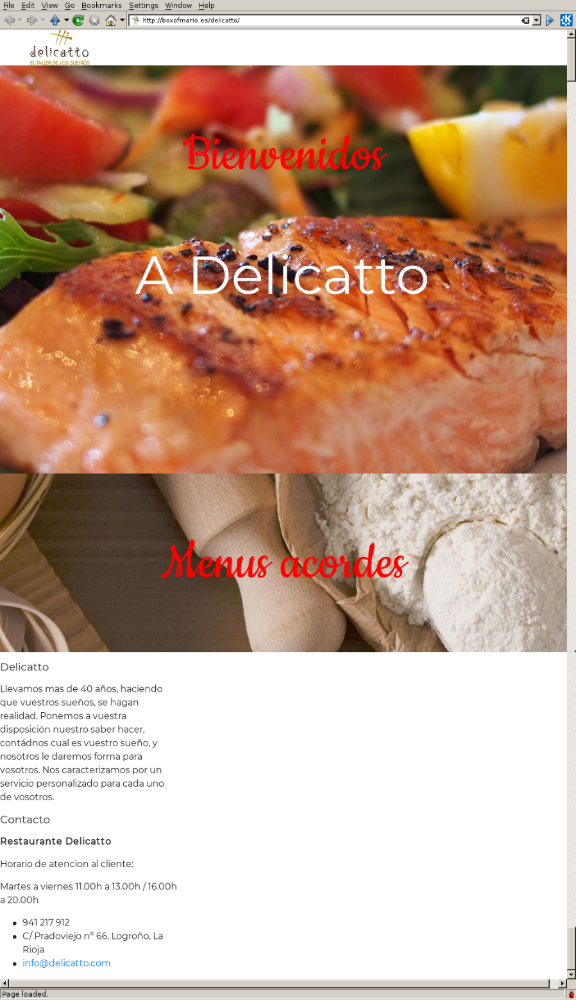 File Edit View Go Bookmarks Settings Window Help
http://boxofmario.es/delicatto/
delicatto
EL TALLER DE LOS SUEÑOS
Bienvenidos
A Delicatto
Menus acordes
Delicatto
Llevamos mas de 40 años, haciendo
que vuestros sueños, se hagan
realidad. Ponemos a vuestra
disposición nuestro saber hacer,
contádnos cual es vuestro sueño, y
nosotros le daremos forma para
vosotros. Nos caracterizamos por un
servicio personalizado para cada uno
de vosotros.
Contacto
Restaurante Delicatto
Horario de atencion al cliente:
Martes a viernes 11.00h a 13.00h / 16.00h
a 20.00h
941 217 912
C/ Pradoviejo nº 66. Logroño, La
Rioja
info@delicatto.com
Page loaded.